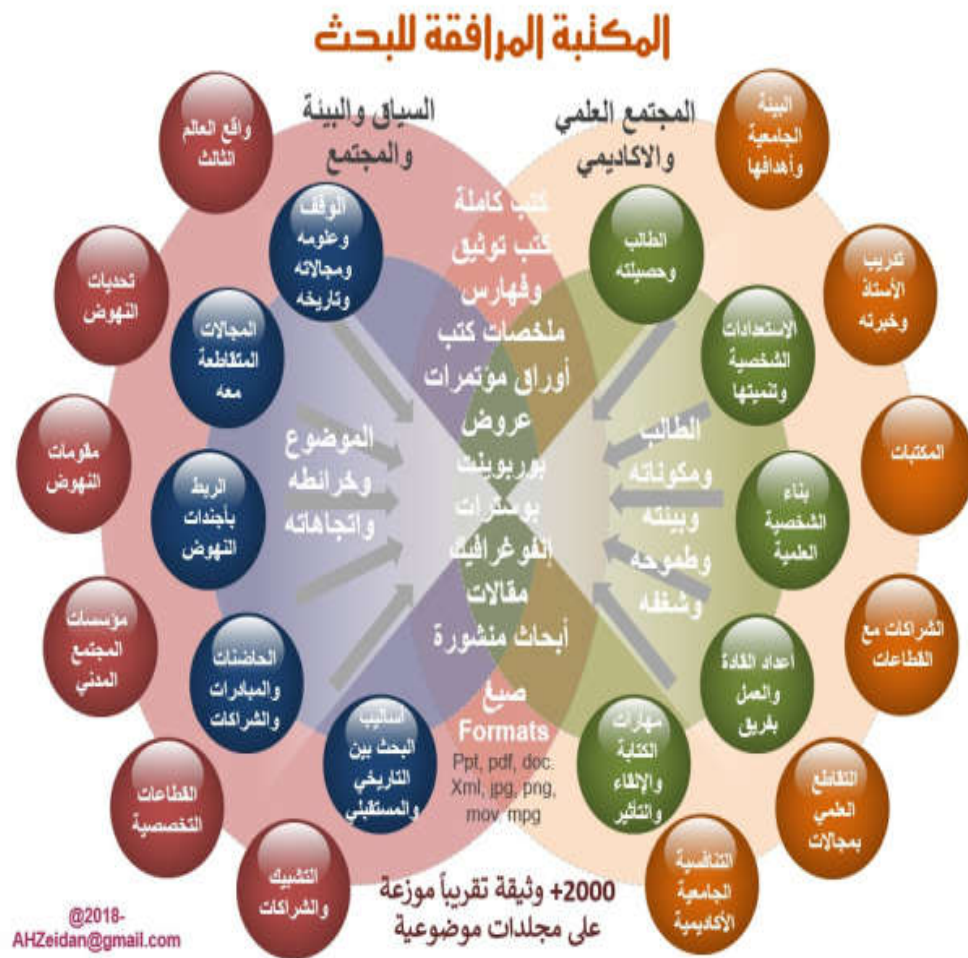 المكتبة المرافقة للبحث
السياق والبيئة
والمجتمع
المجتمع العلمي
والاكاديمي
البيئة
الجامعية
وأهدافها
تدريب
الأستاذ
وخبرته
المكتبات
الشراكات مع
القطاعات
التقاطع
العلمي
بمجالات
التنافسية
الجامعية
الأكاديمية
الطالب
وحصيلته
الاستعدادات
الشخصية
وتنميتها
بناء
الشخصية
العلمية
اعداد القادة
والعمل
بفريق
مهارات
الكتابة
والإلقاء
والتأثير
الطالب
ومكوناته
وبيئته
وطموحه
وشغفه
كتب كاملة
كتب توثيق
وفهارس
ملخصات كتب
أوراق مؤتمرات
عروض
بوربوينت
بوسترات
إنفوغرافيك
مقالات
أبحاث منشورة
صيغ
Formats
Ppt, pdf, doc.
Xml, jpg, png,
mov, mpg
الموضوع
وخرائطه
واتجاهاته
الوقف
وعلومه
ومجالاته
وتاريخه
المجالات
المتقاطعة
معه
الربط
بأجندات
النهوض
الحاضنات
والمبادرات
والشراكات
أساليب
البحث بين
التاريخي
والمستقبلي
واقع العالم
الثالث
تحديات
النهوض
مقومات
النهوض
مؤسسات
المجتمع
المدني
القطاعات
التخصصية
التشبيك
والشراكات
2000+ وثيقة تقريباً موزعة
على مجلدات موضوعية
@2018-
AHZeidan@gmail.com